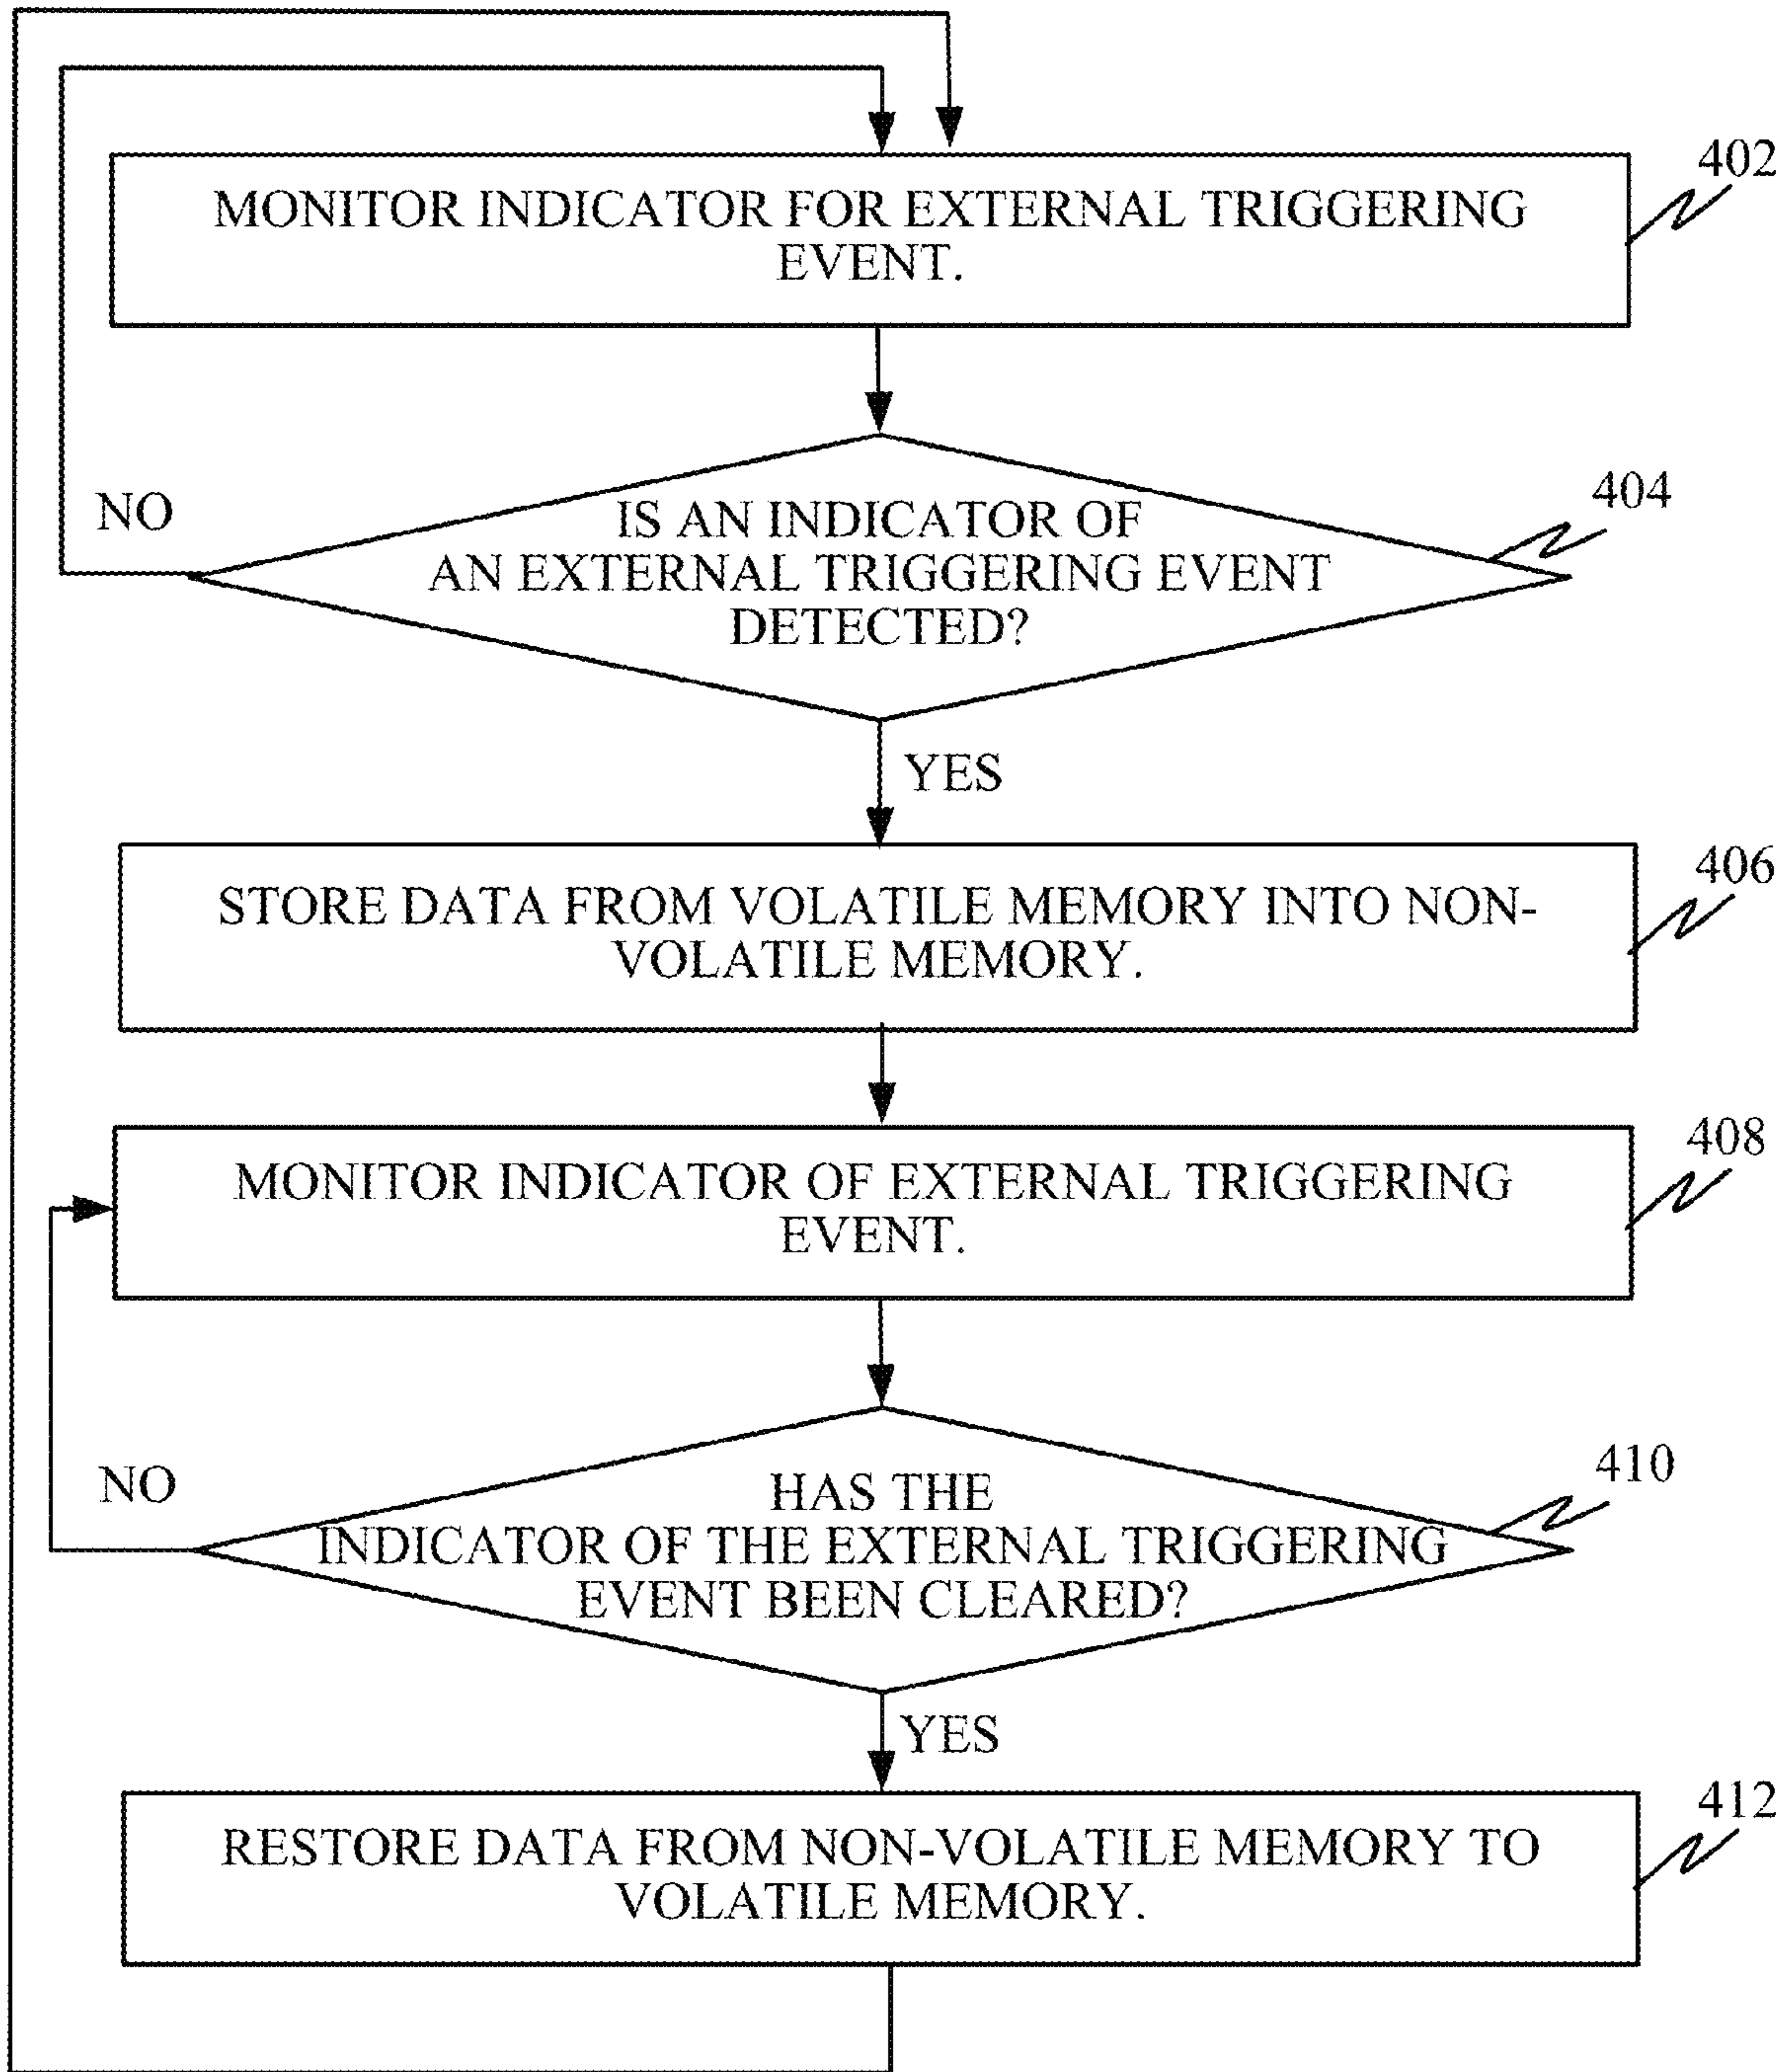 402
MONITOR INDICATOR FOR EXTERNAL TRIGGERING
EVENT.
404
NO
IS AN INDICATOR OF
AN EXTERNAL TRIGGERING EVENT
DETECTED?
YES
406
STORE DATA FROM VOLATILE MEMORY INTO NON-
VOLATILE MEMORY.
408
MONITOR INDICATOR OF EXTERNAL TRIGGERING
EVENT.
410
NO
HAS THE
INDICATOR OF THE EXTERNAL TRIGGERING
EVENT BEEN CLEARED?
YES
412
RESTORE DATA FROM NON-VOLATILE MEMORY TO
VOLATILE MEMORY.